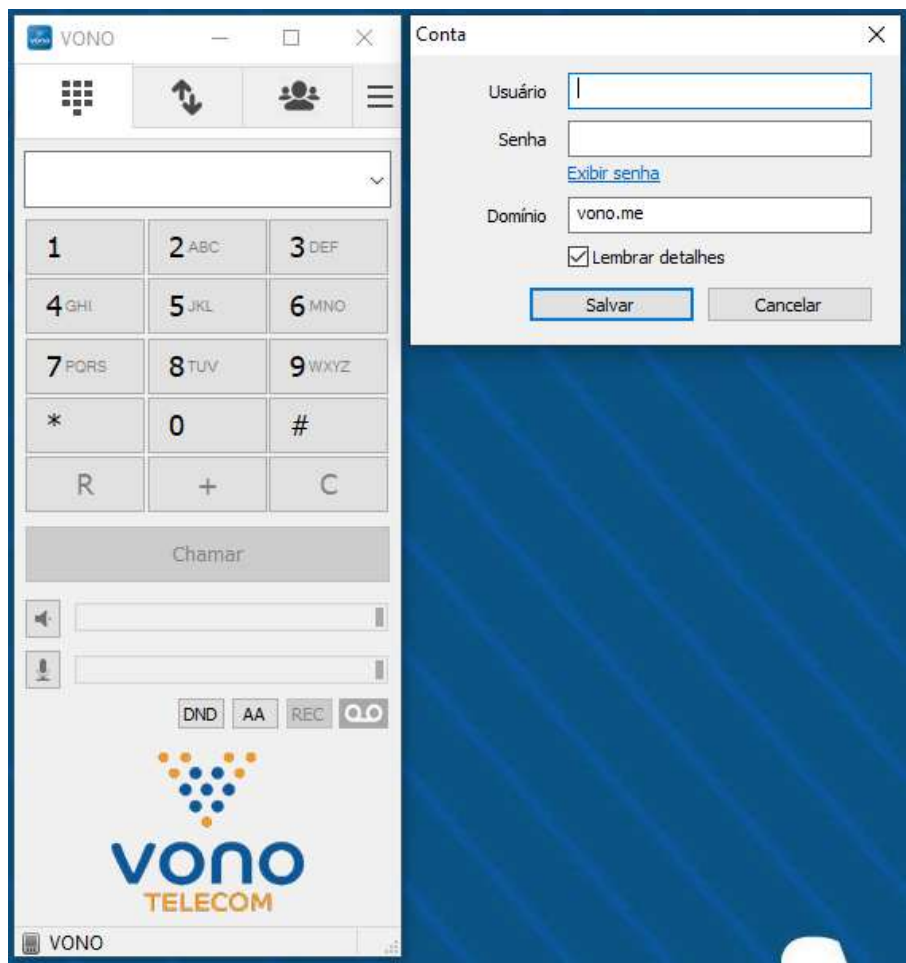 VONO
1
2 ABC
3 DEF
4 GHI
5 JKL
6 MNO
7 PQRS
8 TUV
9 WXYZ
*
0
#
R
+
C
Chamar
DND
AA
REC
vono
TELECOM
VONO
Conta
Usuário
Senha
Exibir senha
Domínio
vono.me
Lembrar detalhes
Salvar
Cancelar